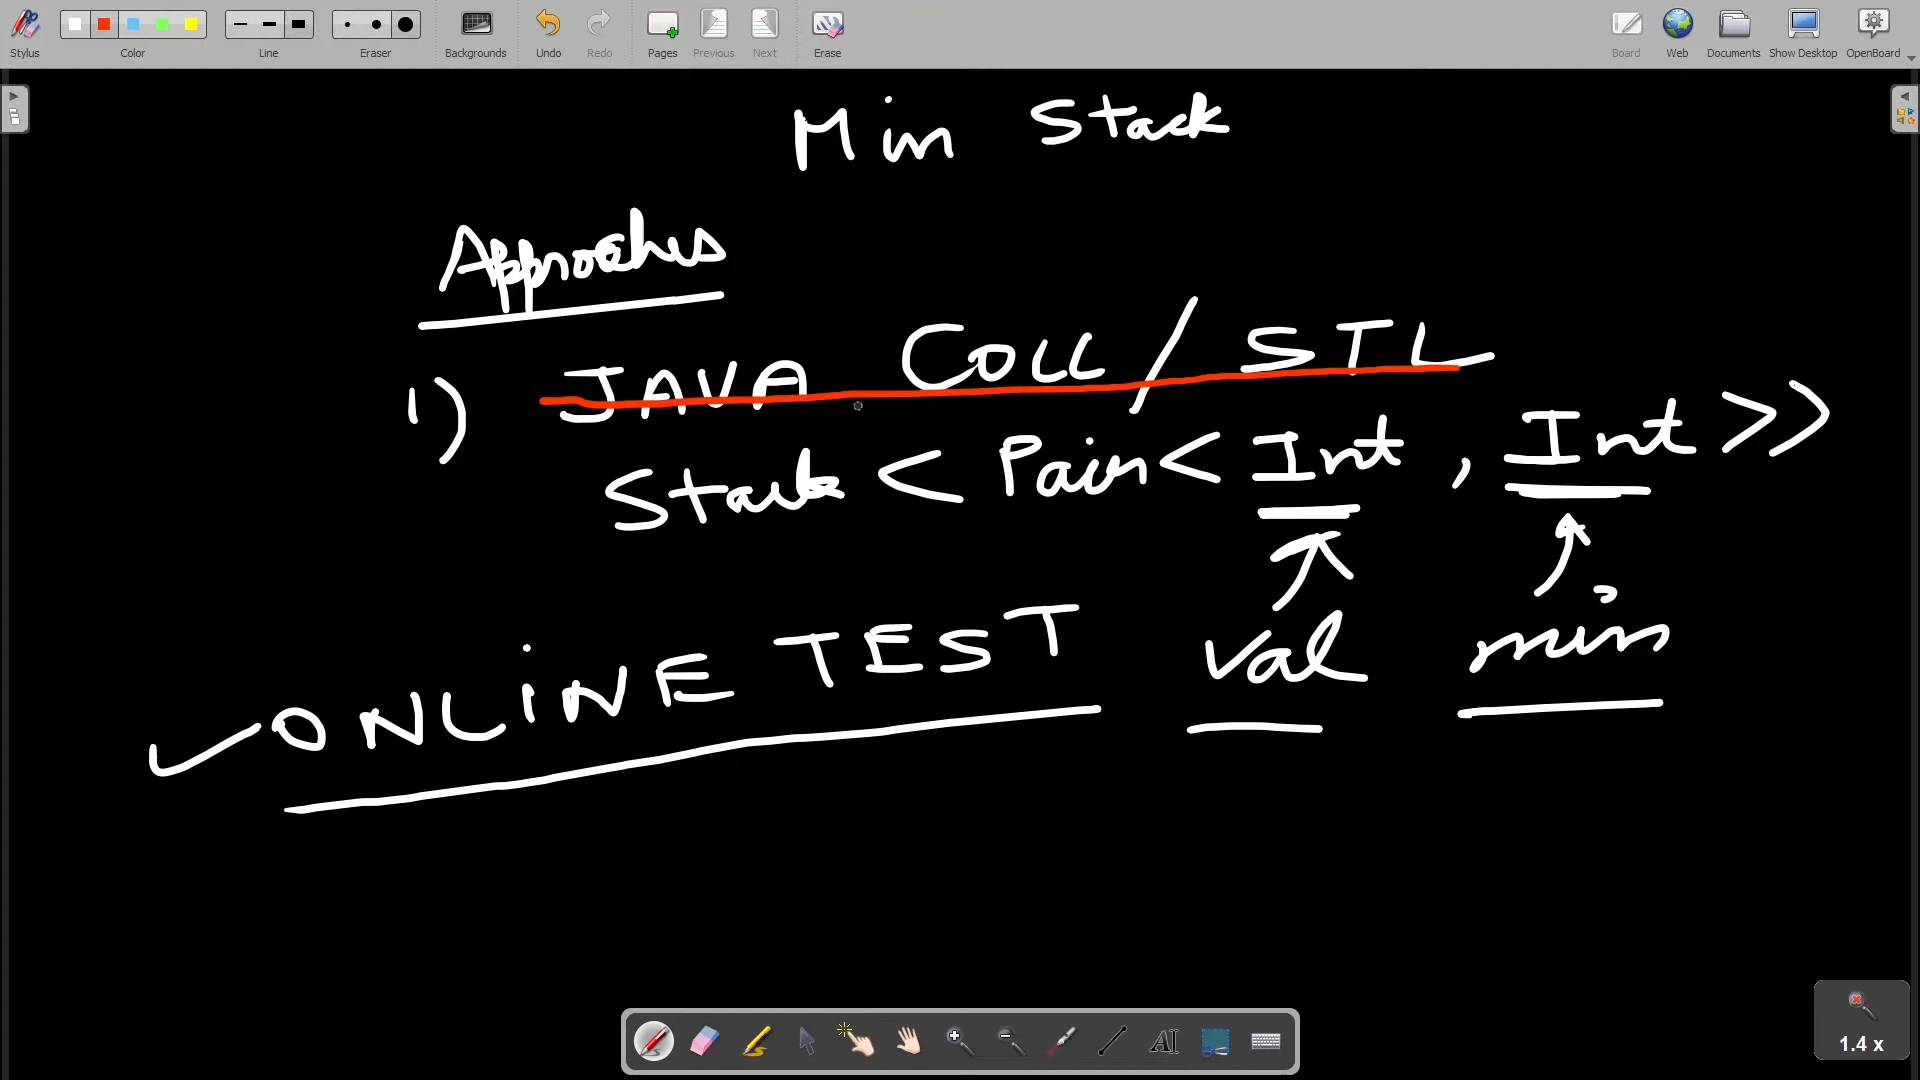 Stylus Color Line Eraser Backgrounds Undo Redo Pages Previous Next Erase Board Web Documents Show Desktop OpenBoard
Min Stack
Approaches
1) JAVA COLL / STL
Stack < Pair < Int , Int >>
ONLINE TEST val min
AI
1.4 x